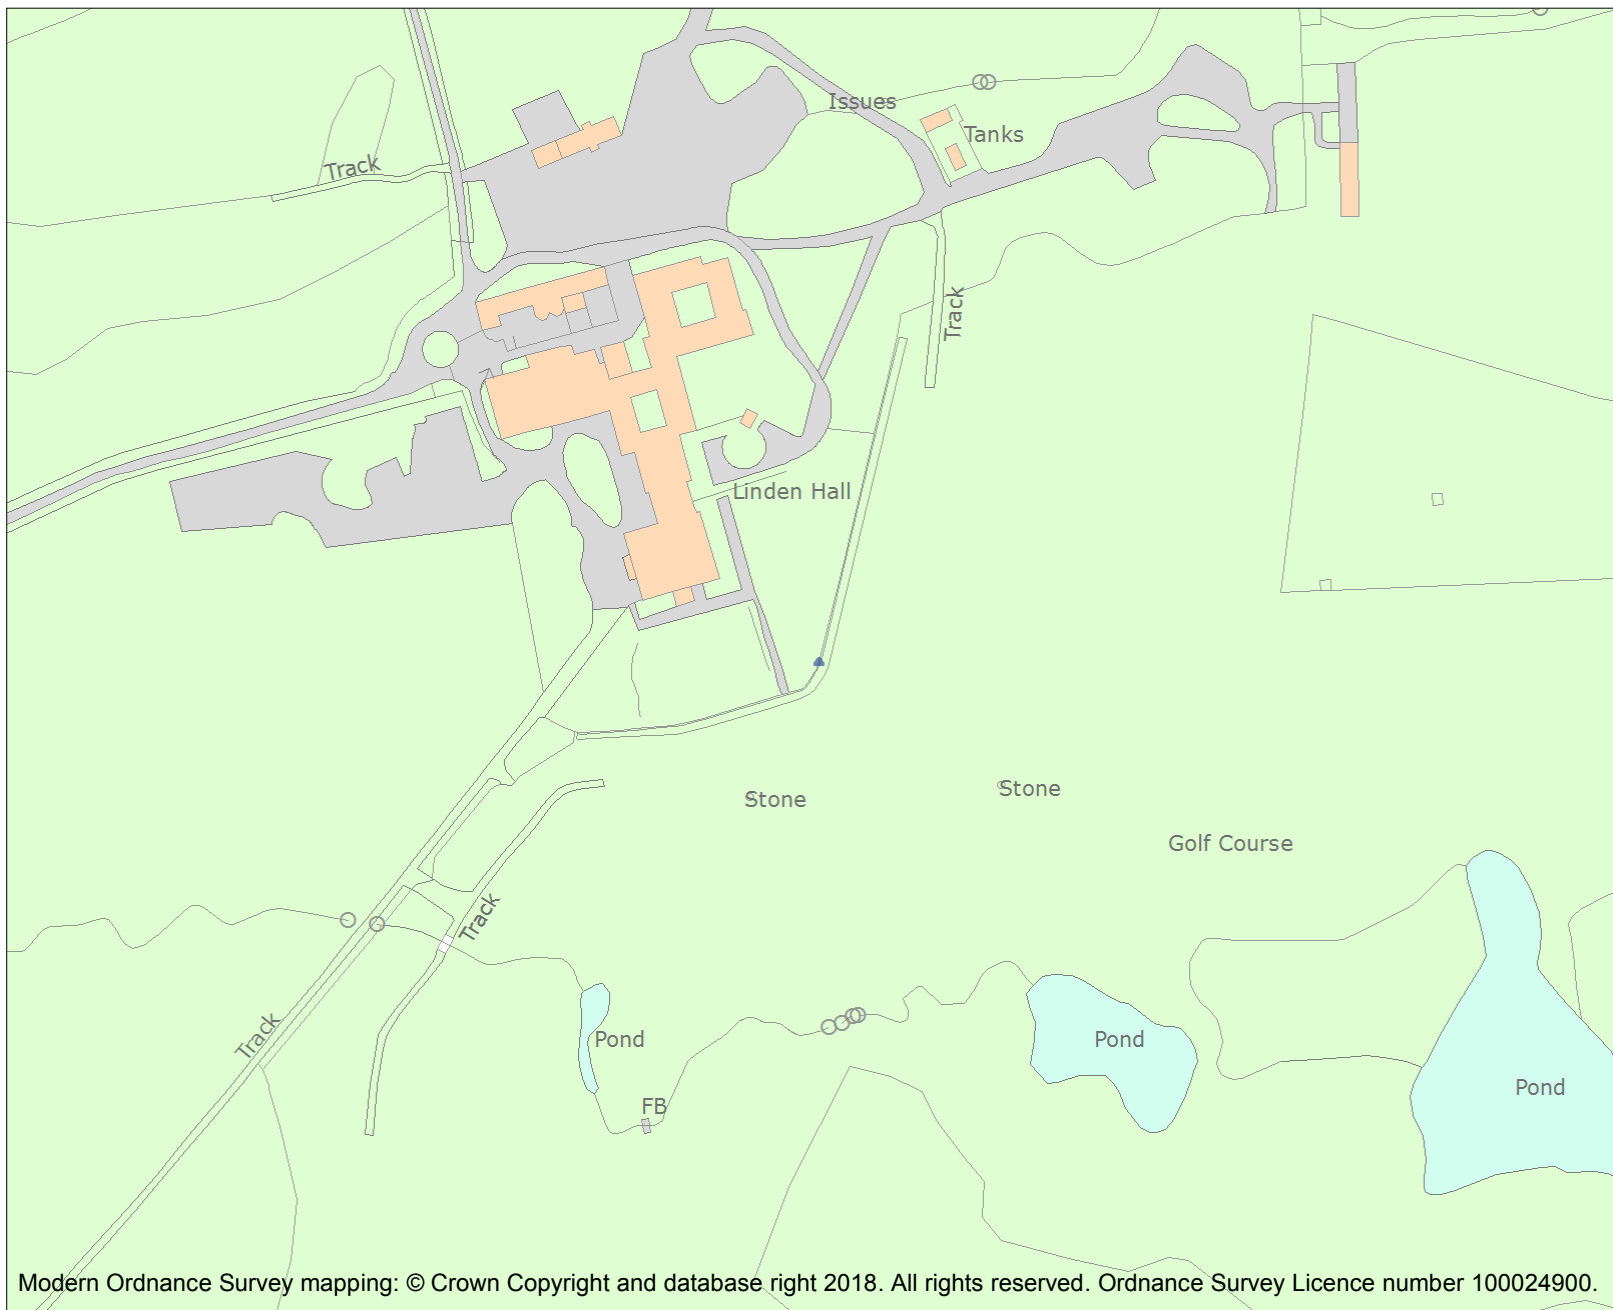 Issues
Tanks
Track
Track
Linden Hall
Stone
Stone
Golf Course
Track
Track
Pond
Pond
Pond
FB
Modern Ordnance Survey mapping: © Crown Copyright and database right 2018. All rights reserved. Ordnance Survey Licence number 100024900.